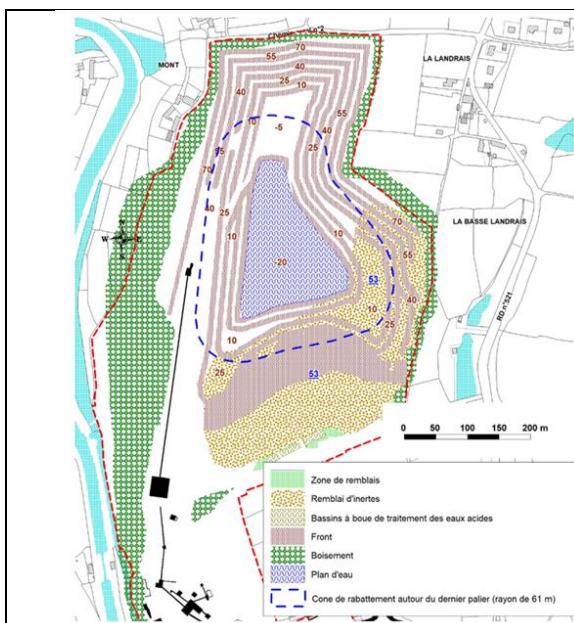 MONT
LA LANDRAIS
70
55
40
25
10
-5
10
25
40
55
70
LA BASSE LANDRAIS
RD n°521
W
E
70
55
40
25
10
-20
53
10
25
10
25
53
0 50 100 150 200 m
Zone de remblais
Remblai d'inertes
Bassins à boue de traitement des eaux acides
Front
Boisement
Plan d'eau
Cone de rabattement autour du dernier palier (rayon de 61 m)